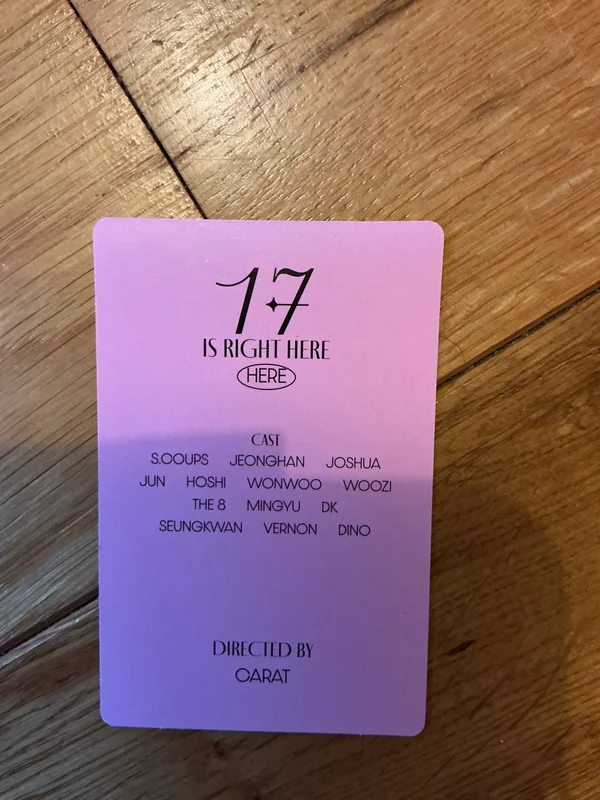 17
IS RIGHT HERE
HERE
CAST
S.COUPS JEONGHAN JOSHUA
JUN HOSHI WONWOO WOOZI
THE 8 MINGYU DK
SEUNGKWAN VERNON DINO
DIRECTED BY
CARAT